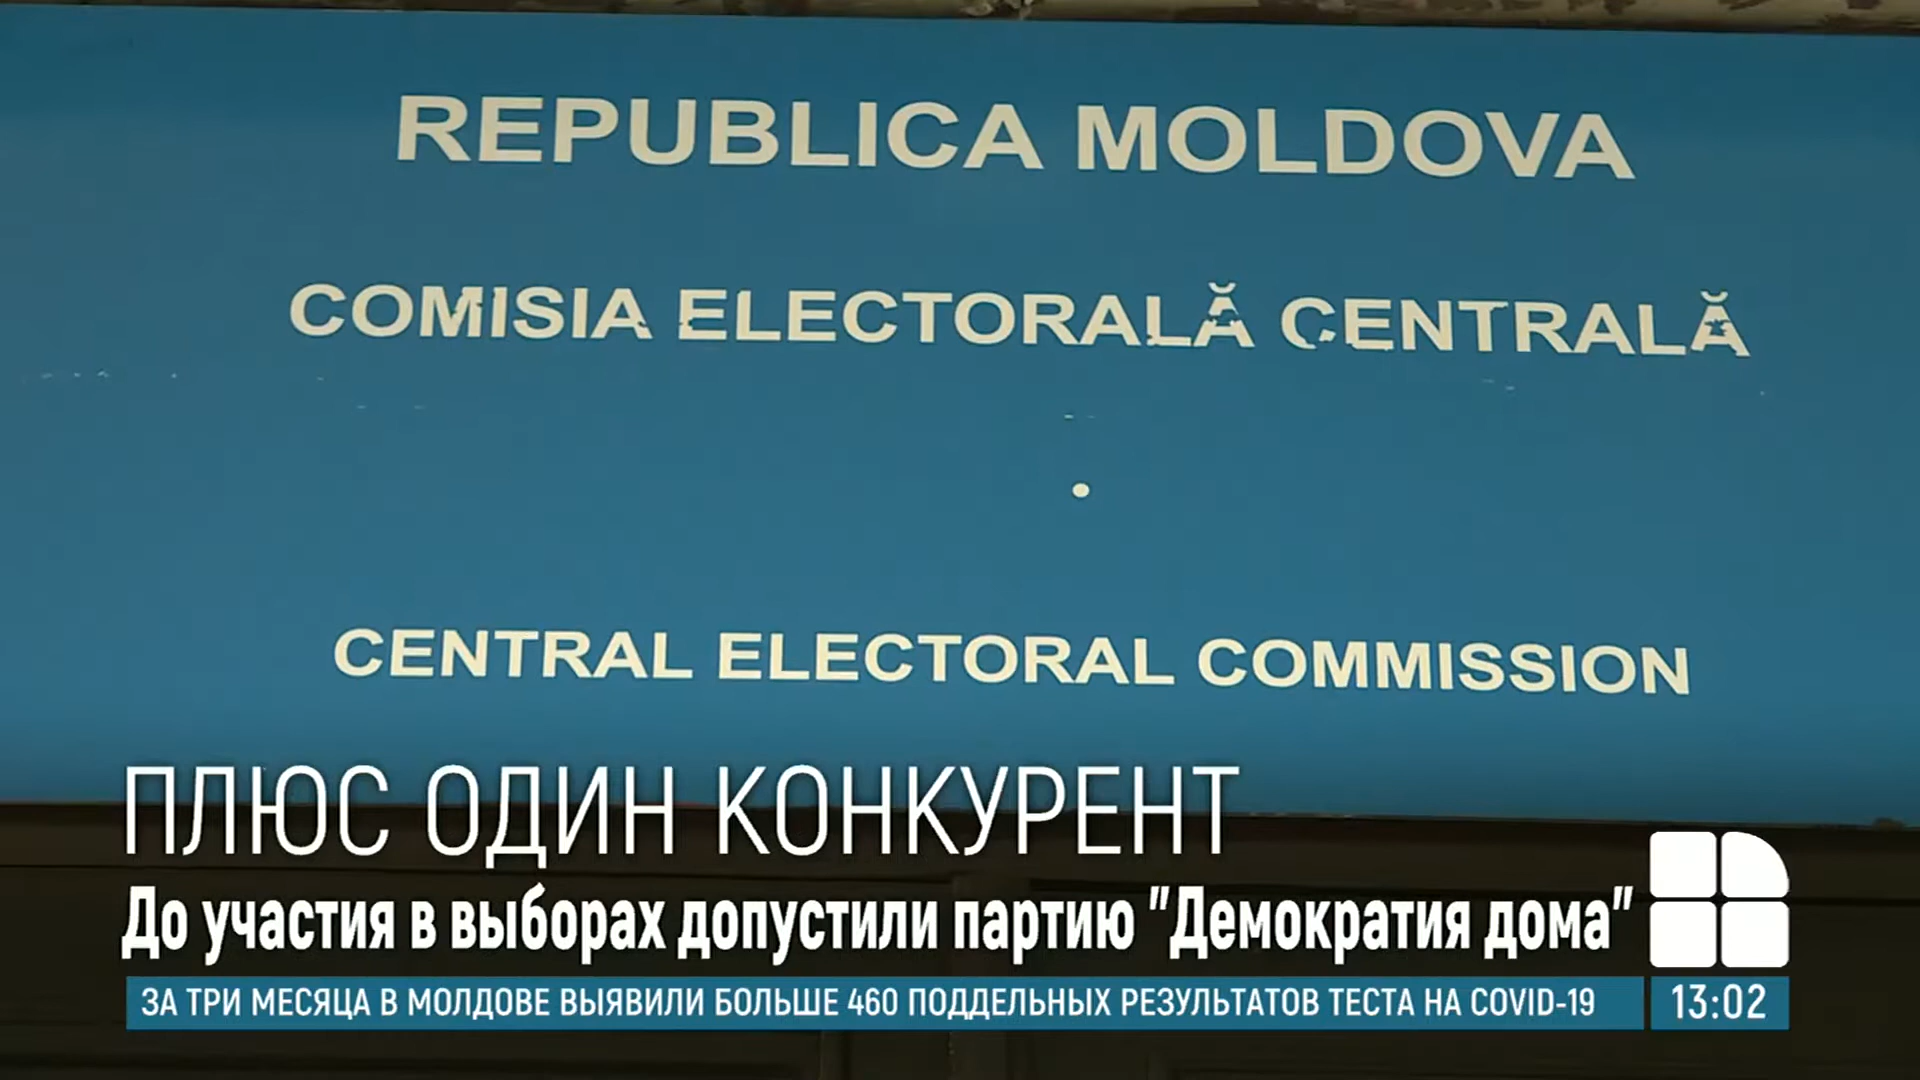 REPUBLICA MOLDOVA
COMISIA ELECTORALĂ CENTRALĂ
CENTRAL ELECTORAL COMMISSION
ПЛЮС ОДИН КОНКУРЕНТ
До участия в выборах допустили партию "Демократия дома"
ЗА ТРИ МЕСЯЦА В МОЛДОВЕ ВЫЯВИЛИ БОЛЬШЕ 460 ПОДДЕЛЬНЫХ РЕЗУЛЬТАТОВ ТЕСТА НА COVID-19
13:02